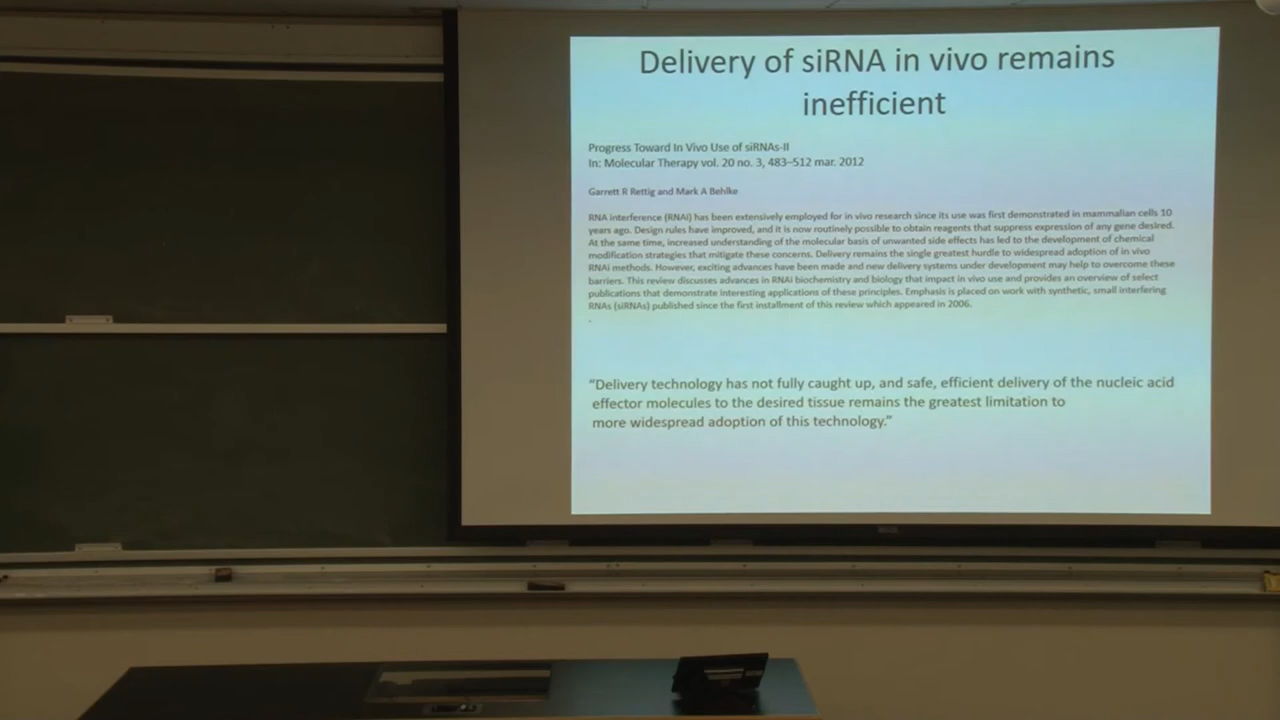 Delivery of siRNA in vivo remains
inefficient
Progress Toward In Vivo Use of siRNAs-II
In: Molecular Therapy vol. 20 no. 3, 483–512 mar. 2012
Garrett R Rettig and Mark A Behlke
RNA interference (RNAi) has been extensively employed for in vivo research since its use was first demonstrated in mammalian cells 10
years ago. Design rules have improved, and it is now routinely possible to obtain reagents that suppress expression of any gene desired.
At the same time, increased understanding of the molecular basis of unwanted side effects has led to the development of chemical
modification strategies that mitigate these concerns. Delivery remains the single greatest hurdle to widespread adoption of in vivo
RNAi methods. However, exciting advances have been made and new delivery systems under development may help to overcome these
barriers. This review discusses advances in RNAi biochemistry and biology that impact in vivo use and provides an overview of select
publications that demonstrate interesting applications of these principles. Emphasis is placed on work with synthetic, small interfering
RNAs (siRNAs) published since the first installment of this review which appeared in 2006.
.
“Delivery technology has not fully caught up, and safe, efficient delivery of the nucleic acid
effector molecules to the desired tissue remains the greatest limitation to
more widespread adoption of this technology.”